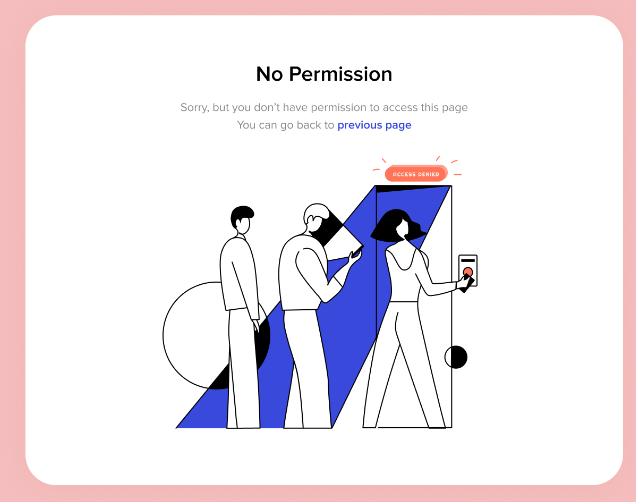 No Permission
Sorry, but you don't have permission to access this page
You can go back to previous page
ACCESS DENIED